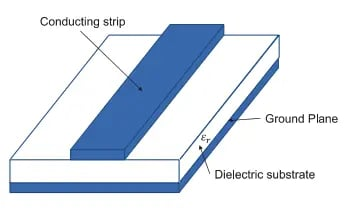 Conducting strip
Ground Plane
εr
Dielectric substrate